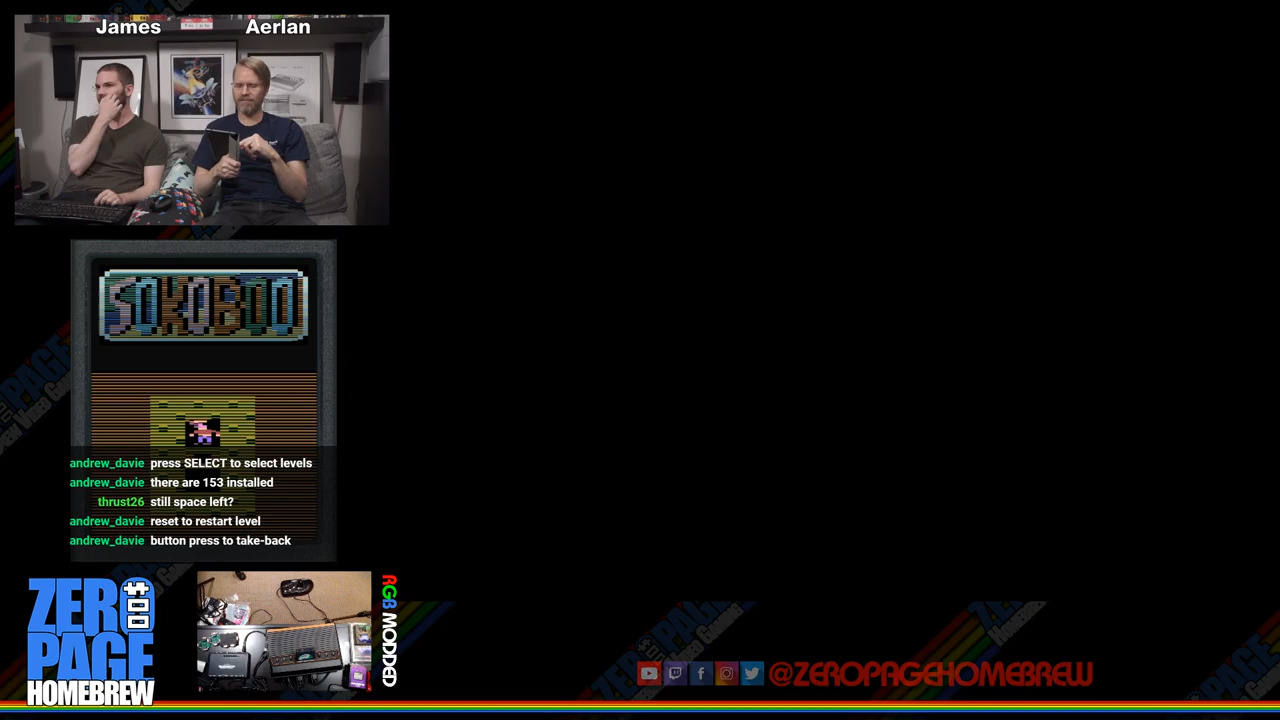 James Aerlan
SOKOBOO
andrew_davie press SELECT to select levels
andrew_davie there are 153 installed
thrust26 still space left?
andrew_davie reset to restart level
andrew_davie button press to take-back
ZERO
PAGE
HOMEBREW
RGB MODDED
@ZEROPAGEHOMEBREW